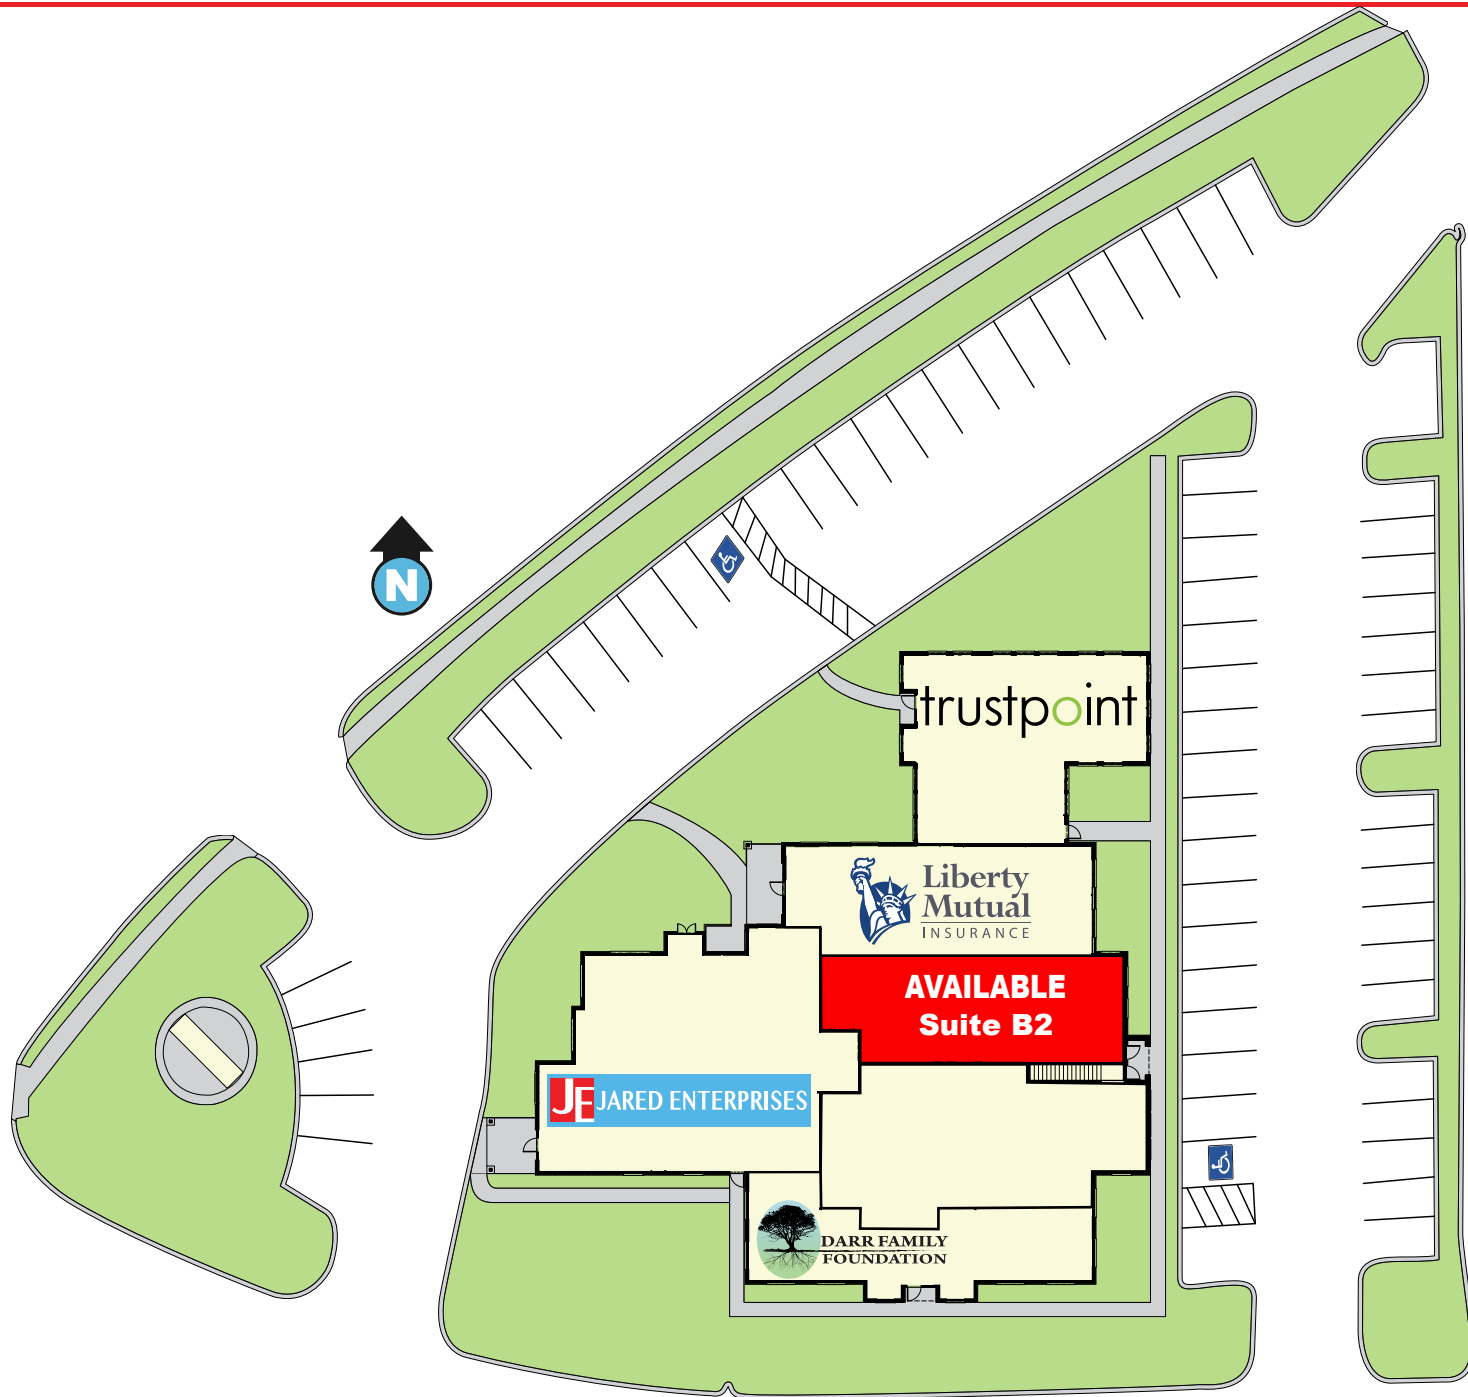 N
trustpoint
Liberty
Mutual
INSURANCE
AVAILABLE
Suite B2
JE JARED ENTERPRISES
DARR FAMILY
FOUNDATION